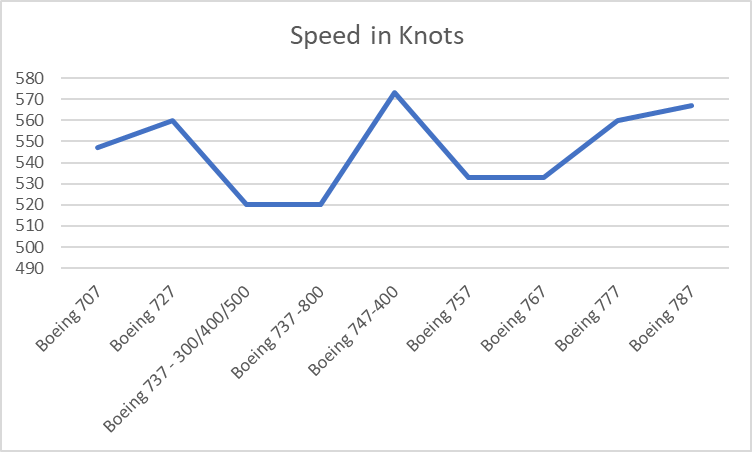 Speed in Knots
580
570
560
550
540
530
520
510
500
490
Boeing 707
Boeing 727
Boeing 737 - 300/400/500
Boeing 737 -800
Boeing 747-400
Boeing 757
Boeing 767
Boeing 777
Boeing 787